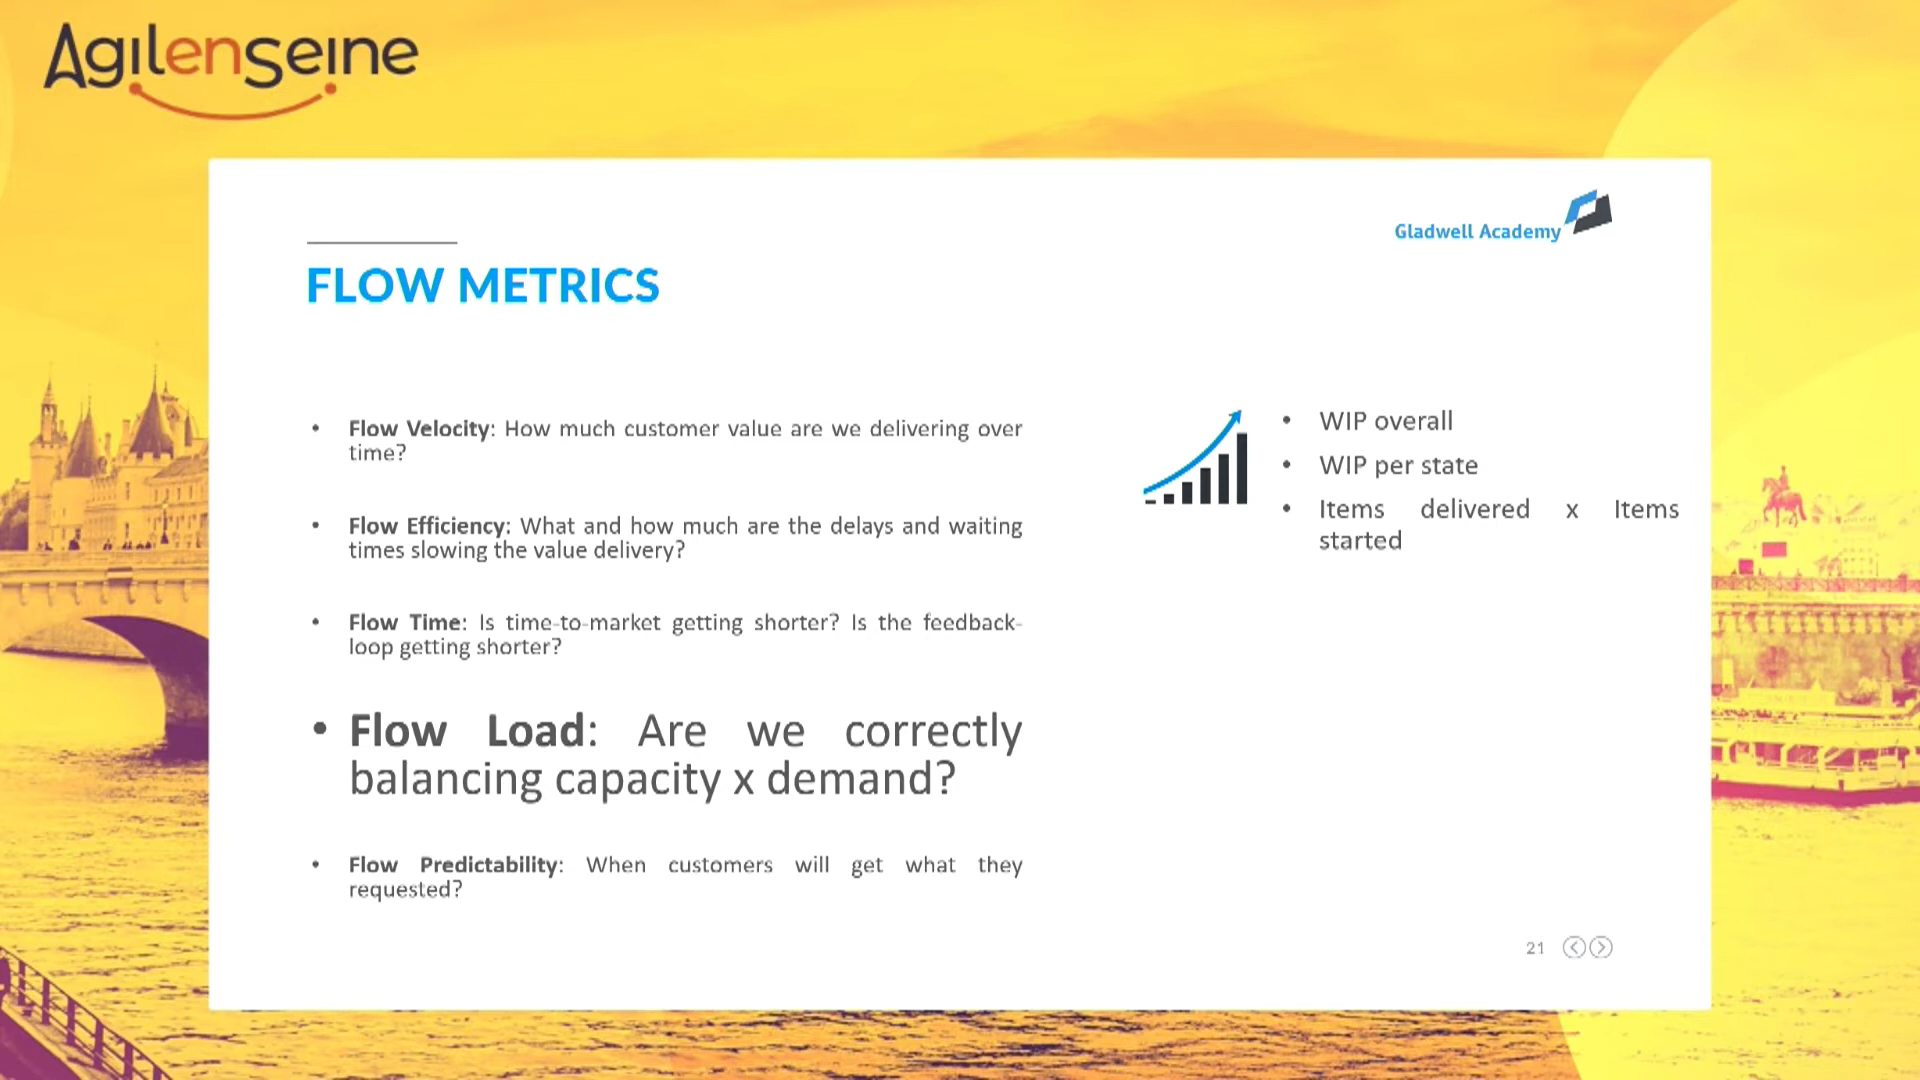 Agilenseine
Gladwell Academy
FLOW METRICS
• Flow Velocity: How much customer value are we delivering over
time?
• Flow Efficiency: What and how much are the delays and waiting
times slowing the value delivery?
• Flow Time: Is time-to-market getting shorter? Is the feedback-
loop getting shorter?
• Flow Load: Are we correctly
balancing capacity x demand?
• Flow Predictability: When customers will get what they
requested?
• WIP overall
• WIP per state
• Items delivered x Items
started
21